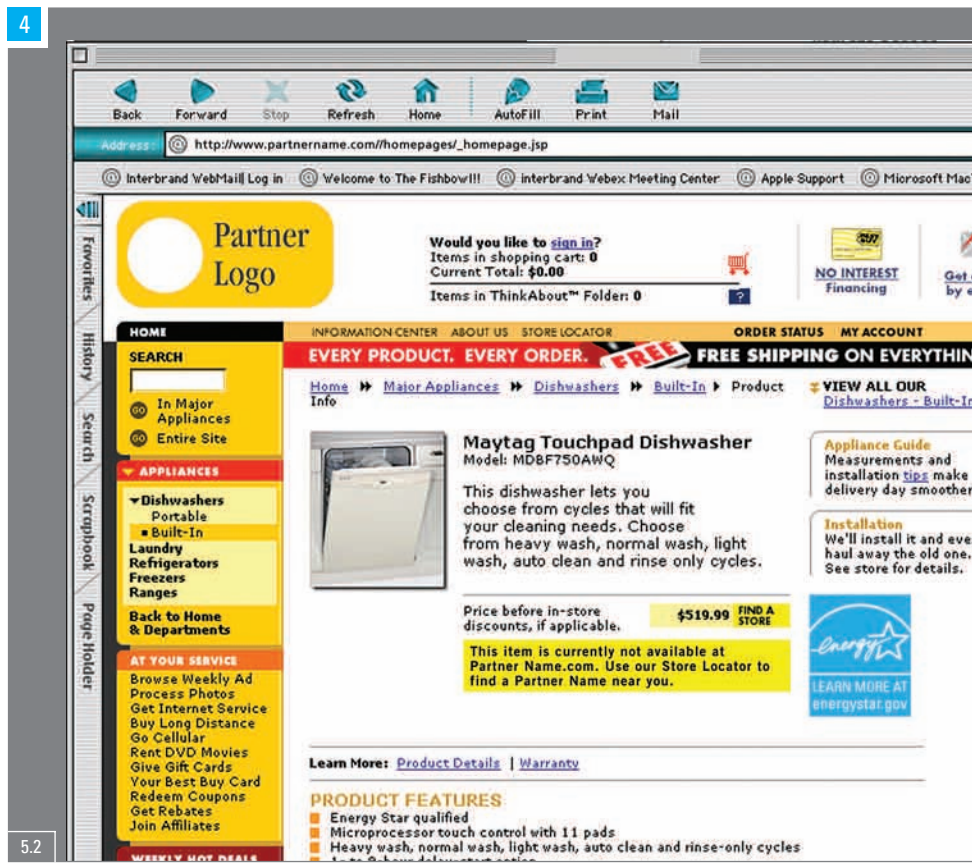 4
Back Forward Stop Refresh Home AutoFill Print Mail
Address: http://www.partnername.com//homepages/_homepage.jsp
Interbrand WebMail| Log in Welcome to The Fishbowl!!! interbrand Webex Meeting Center Apple Support Microsoft Mac
Favorites
History
Search
Scrapbook
Page Holder
Partner
Logo
Would you like to sign in?
Items in shopping cart: 0
Current Total: $0.00
Items in ThinkAbout™ Folder: 0
?
NO INTEREST
Financing
Get
by e
HOME
INFORMATION CENTER ABOUT US STORE LOCATOR
ORDER STATUS MY ACCOUNT
EVERY PRODUCT. EVERY ORDER. FREE FREE SHIPPING ON EVERYTHIN
SEARCH
GO In Major
Appliances
GO Entire Site
APPLIANCES
Dishwashers
Portable
Built-In
Laundry
Refrigerators
Freezers
Ranges
Back to Home
& Departments
AT YOUR SERVICE
Browse Weekly Ad
Process Photos
Get Internet Service
Buy Long Distance
Go Cellular
Rent DVD Movies
Give Gift Cards
Your Best Buy Card
Redeem Coupons
Get Rebates
Join Affiliates
WEEKLY HOT DEALS
Home Major Appliances Dishwashers Built-In Product
Info
VIEW ALL OUR
Dishwashers - Built-In
Maytag Touchpad Dishwasher
Model: MDBF750AWQ
This dishwasher lets you
choose from cycles that will fit
your cleaning needs. Choose
from heavy wash, normal wash, light
wash, auto clean and rinse only cycles.
Appliance Guide
Measurements and
installation tips make
delivery day smoother
Installation
We'll install it and eve
haul away the old one.
See store for details.
Price before in-store
discounts, if applicable.
$519.99 FIND A
STORE
This item is currently not available at
Partner Name.com. Use our Store Locator to
find a Partner Name near you.
energy
LEARN MORE AT
energystar.gov
Learn More: Product Details | Warranty
PRODUCT FEATURES
Energy Star qualified
Microprocessor touch control with 11 pads
Heavy wash, normal wash, light wash, auto clean and rinse-only cycles
5.2